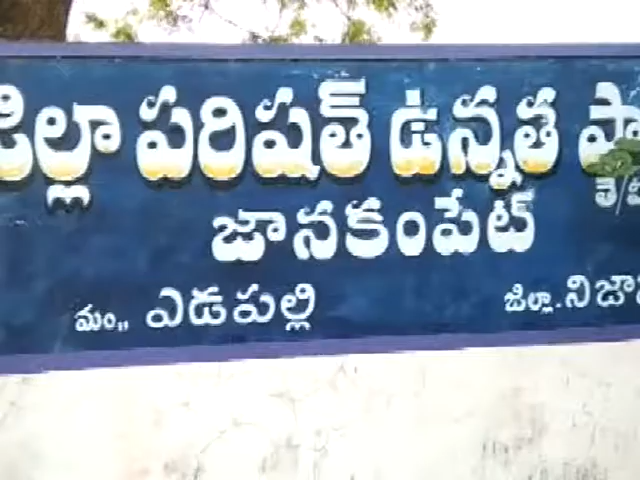 జిల్లా పరిషత్ ఉన్నత
జానకంపేట్
మం,, ఎడపల్లి జిల్లా.